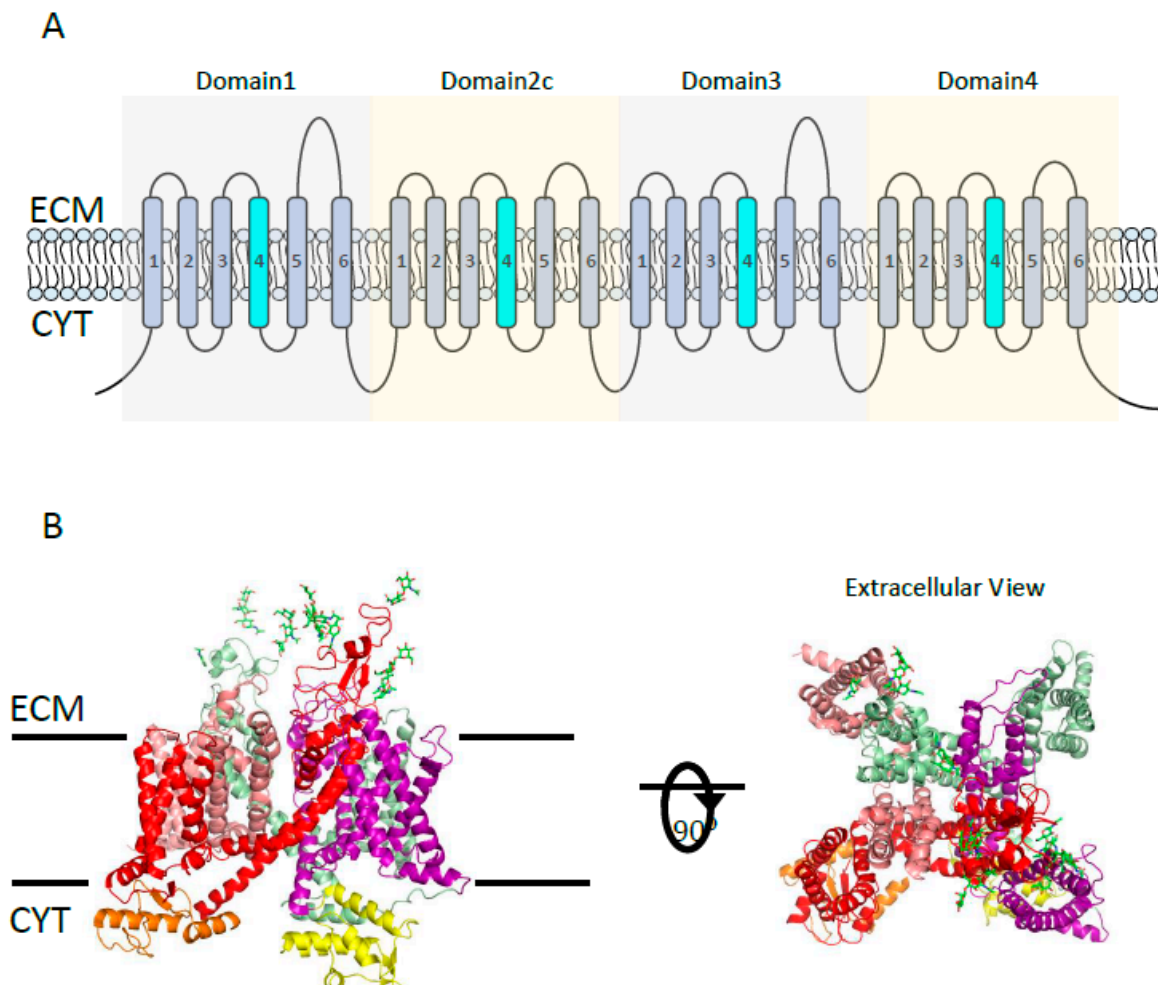 A
Domain1 Domain2c Domain3 Domain4
ECM
1 2 3 4 5 6 1 2 3 4 5 6 1 2 3 4 5 6 1 2 3 4 5 6
CYT
B
Extracellular View
ECM
90°
CYT